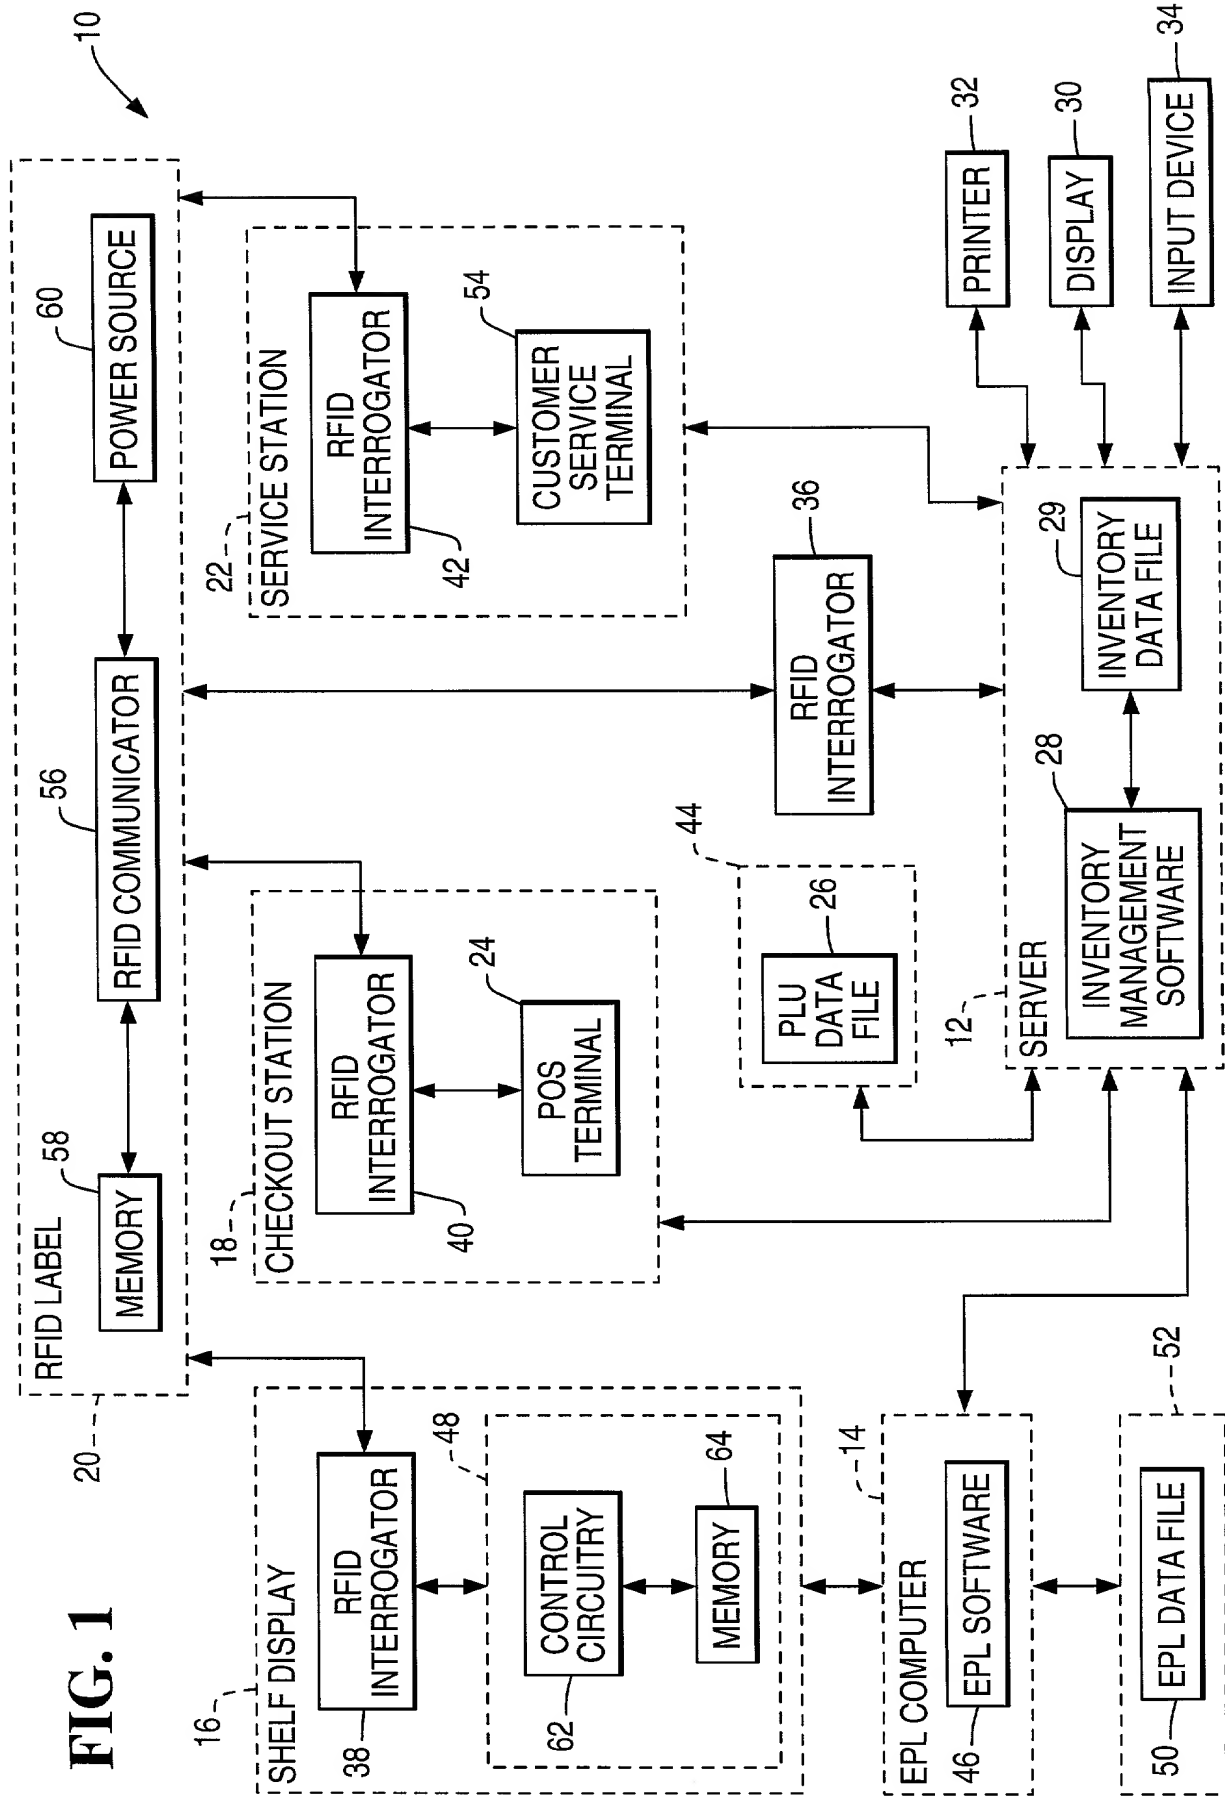 FIG. 1
10
20
RFID LABEL
58
MEMORY
56
RFID COMMUNICATOR
60
POWER SOURCE
16
SHELF DISPLAY
38
RFID
INTERROGATOR
48
62
CONTROL
CIRCUITRY
64
MEMORY
18
CHECKOUT STATION
40
RFID
INTERROGATOR
24
POS
TERMINAL
22
SERVICE STATION
42
RFID
INTERROGATOR
54
CUSTOMER
SERVICE
TERMINAL
44
26
PLU
DATA
FILE
36
RFID
INTERROGATOR
14
EPL COMPUTER
46
EPL SOFTWARE
52
50
EPL DATA FILE
12
SERVER
28
INVENTORY
MANAGEMENT
SOFTWARE
29
INVENTORY
DATA FILE
32
PRINTER
30
DISPLAY
34
INPUT DEVICE